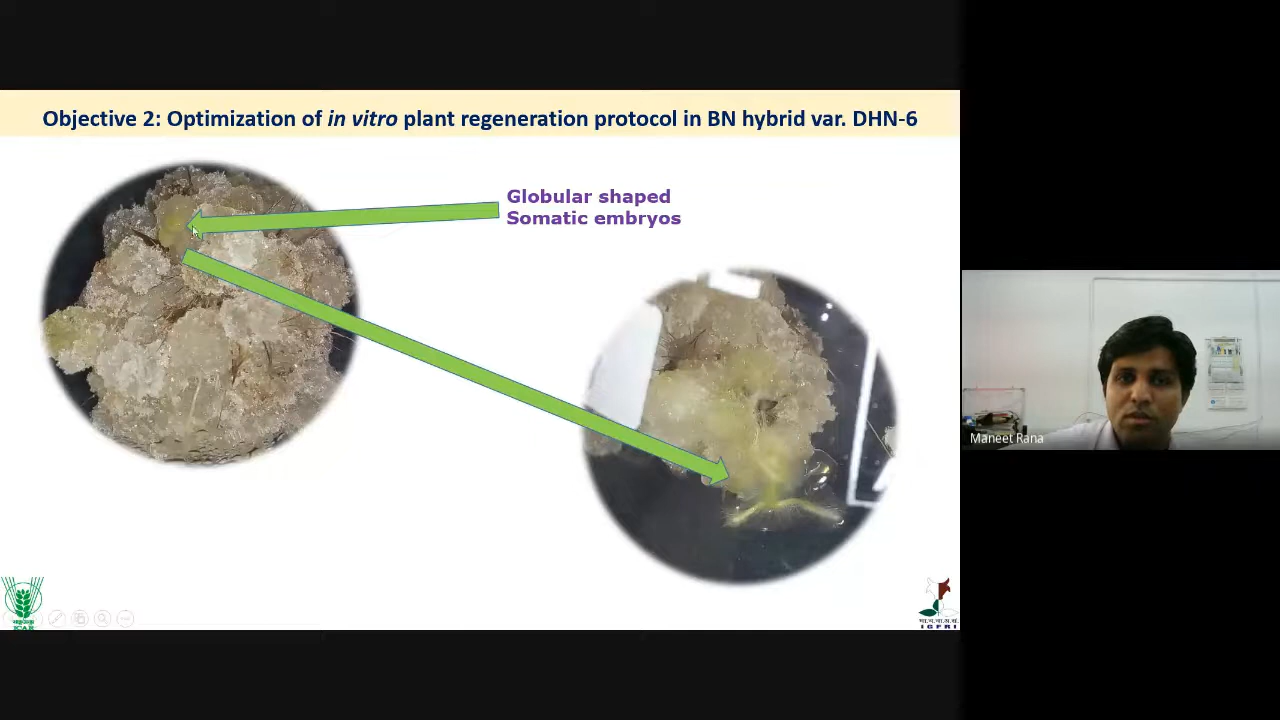 Objective 2: Optimization of in vitro plant regeneration protocol in BN hybrid var. DHN-6
Globular shaped
Somatic embryos
Maneet Rana
ICAR
IGFRI